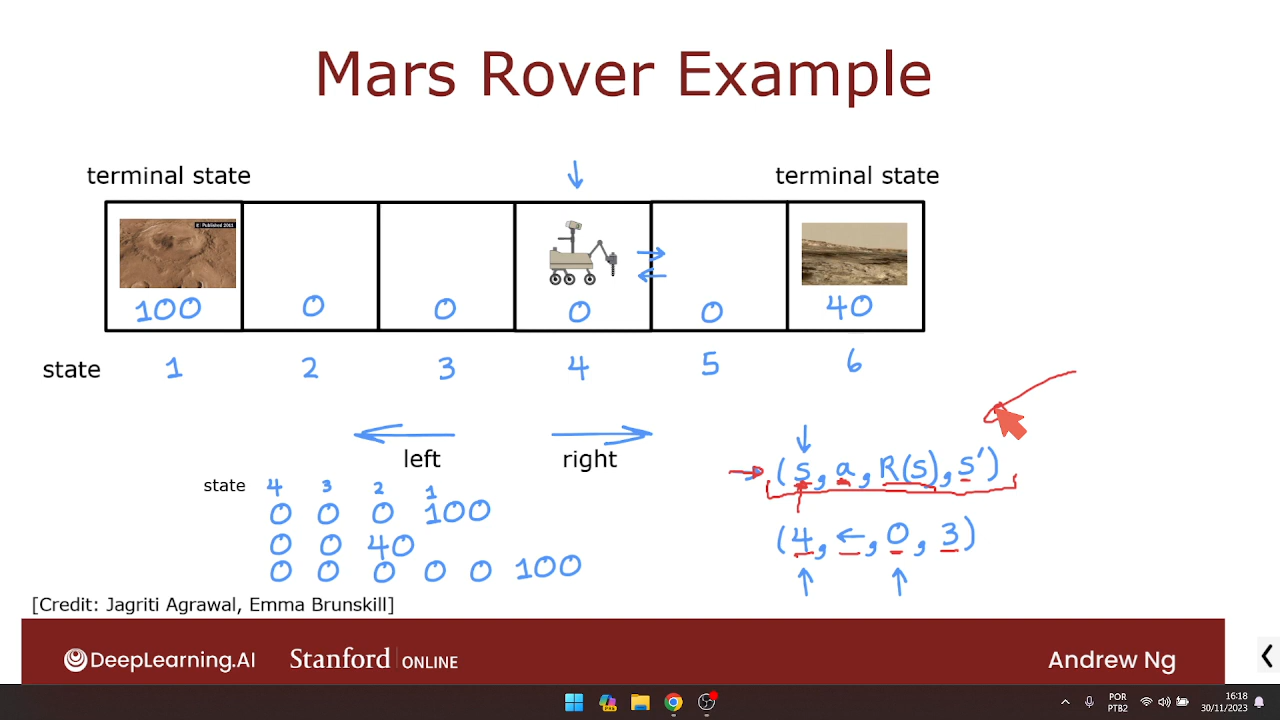 Mars Rover Example
terminal state
terminal state
© Published 2011
100 0 0 0 0 40
state 1 2 3 4 5 6
left right
state 4 3 2 1
0 0 0 100
0 0 40
0 0 0 0 0 100
(s, a, R(s), s')
(4, ←, 0, 3)
[Credit: Jagriti Agrawal, Emma Brunskill]
DeepLearning.AI Stanford ONLINE Andrew Ng
POR
PTB2
16:18
30/11/2023